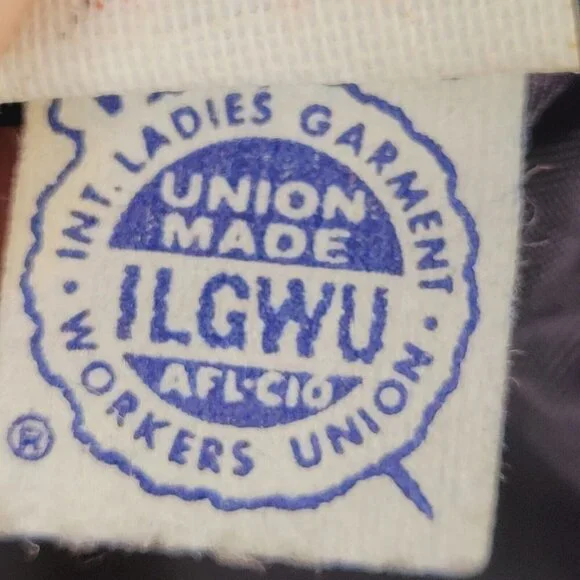 · INT. LADIES GARMENT ·
UNION
MADE
ILGWU
AFL·CIO
WORKERS UNION
®